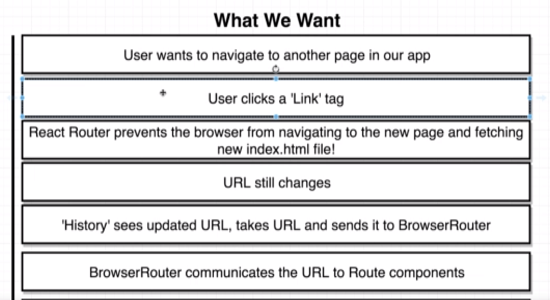 What We Want
User wants to navigate to another page in our app
User clicks a 'Link' tag
React Router prevents the browser from navigating to the new page and fetching
new index.html file!
URL still changes
'History' sees updated URL, takes URL and sends it to BrowserRouter
BrowserRouter communicates the URL to Route components